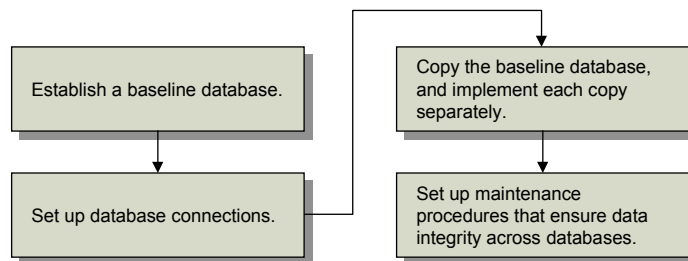 Establish a baseline database.
Set up database connections.
Copy the baseline database,
and implement each copy
separately.
Set up maintenance
procedures that ensure data
integrity across databases.